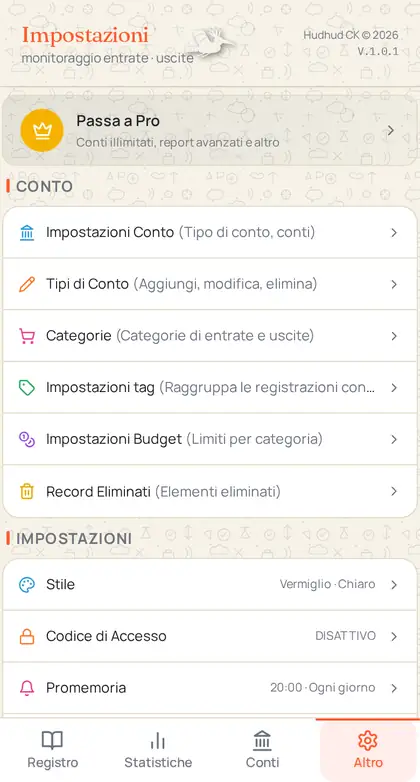 Impostazioni
monitoraggio entrate · uscite
Hudhud CK © 2026
V.1.0.1
Passa a Pro
Conti illimitati, report avanzati e altro
CONTO
Impostazioni Conto (Tipo di conto, conti)
Tipi di Conto (Aggiungi, modifica, elimina)
Categorie (Categorie di entrate e uscite)
Impostazioni tag (Raggruppa le registrazioni con...
Impostazioni Budget (Limiti per categoria)
Record Eliminati (Elementi eliminati)
IMPOSTAZIONI
Stile
Vermiglio · Chiaro
Codice di Accesso
DISATTIVO
Promemoria
20:00 · Ogni giorno
Registro
Statistiche
Conti
Altro